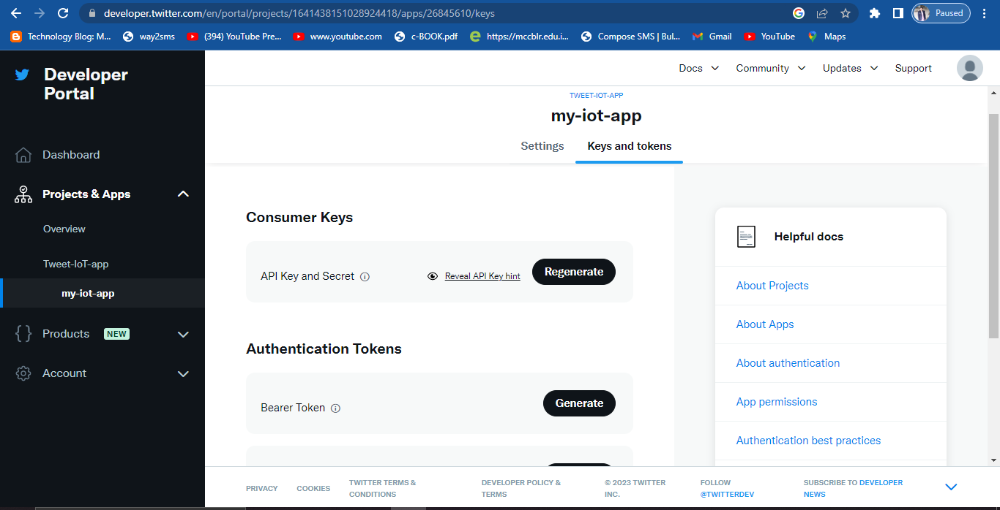 developer.twitter.com/en/portal/projects/1641438151028924418/apps/26845610/keys
Paused
Technology Blog: M...
way2sms
(394) YouTube Pre...
www.youtube.com
c-BOOK.pdf
https://mccblr.edu.i...
Compose SMS | Bul...
Gmail
YouTube
Maps
Developer
Portal
Dashboard
Projects & Apps
Overview
Tweet-IoT-app
my-iot-app
Products NEW
Account
Docs
Community
Updates
Support
TWEET-IOT-APP
my-iot-app
Settings
Keys and tokens
Consumer Keys
API Key and Secret
Reveal API Key hint
Regenerate
Authentication Tokens
Bearer Token
Generate
Helpful docs
About Projects
About Apps
About authentication
App permissions
Authentication best practices
PRIVACY
COOKIES
TWITTER TERMS &
CONDITIONS
DEVELOPER POLICY &
TERMS
© 2023 TWITTER
INC.
FOLLOW
@TWITTERDEV
SUBSCRIBE TO DEVELOPER
NEWS